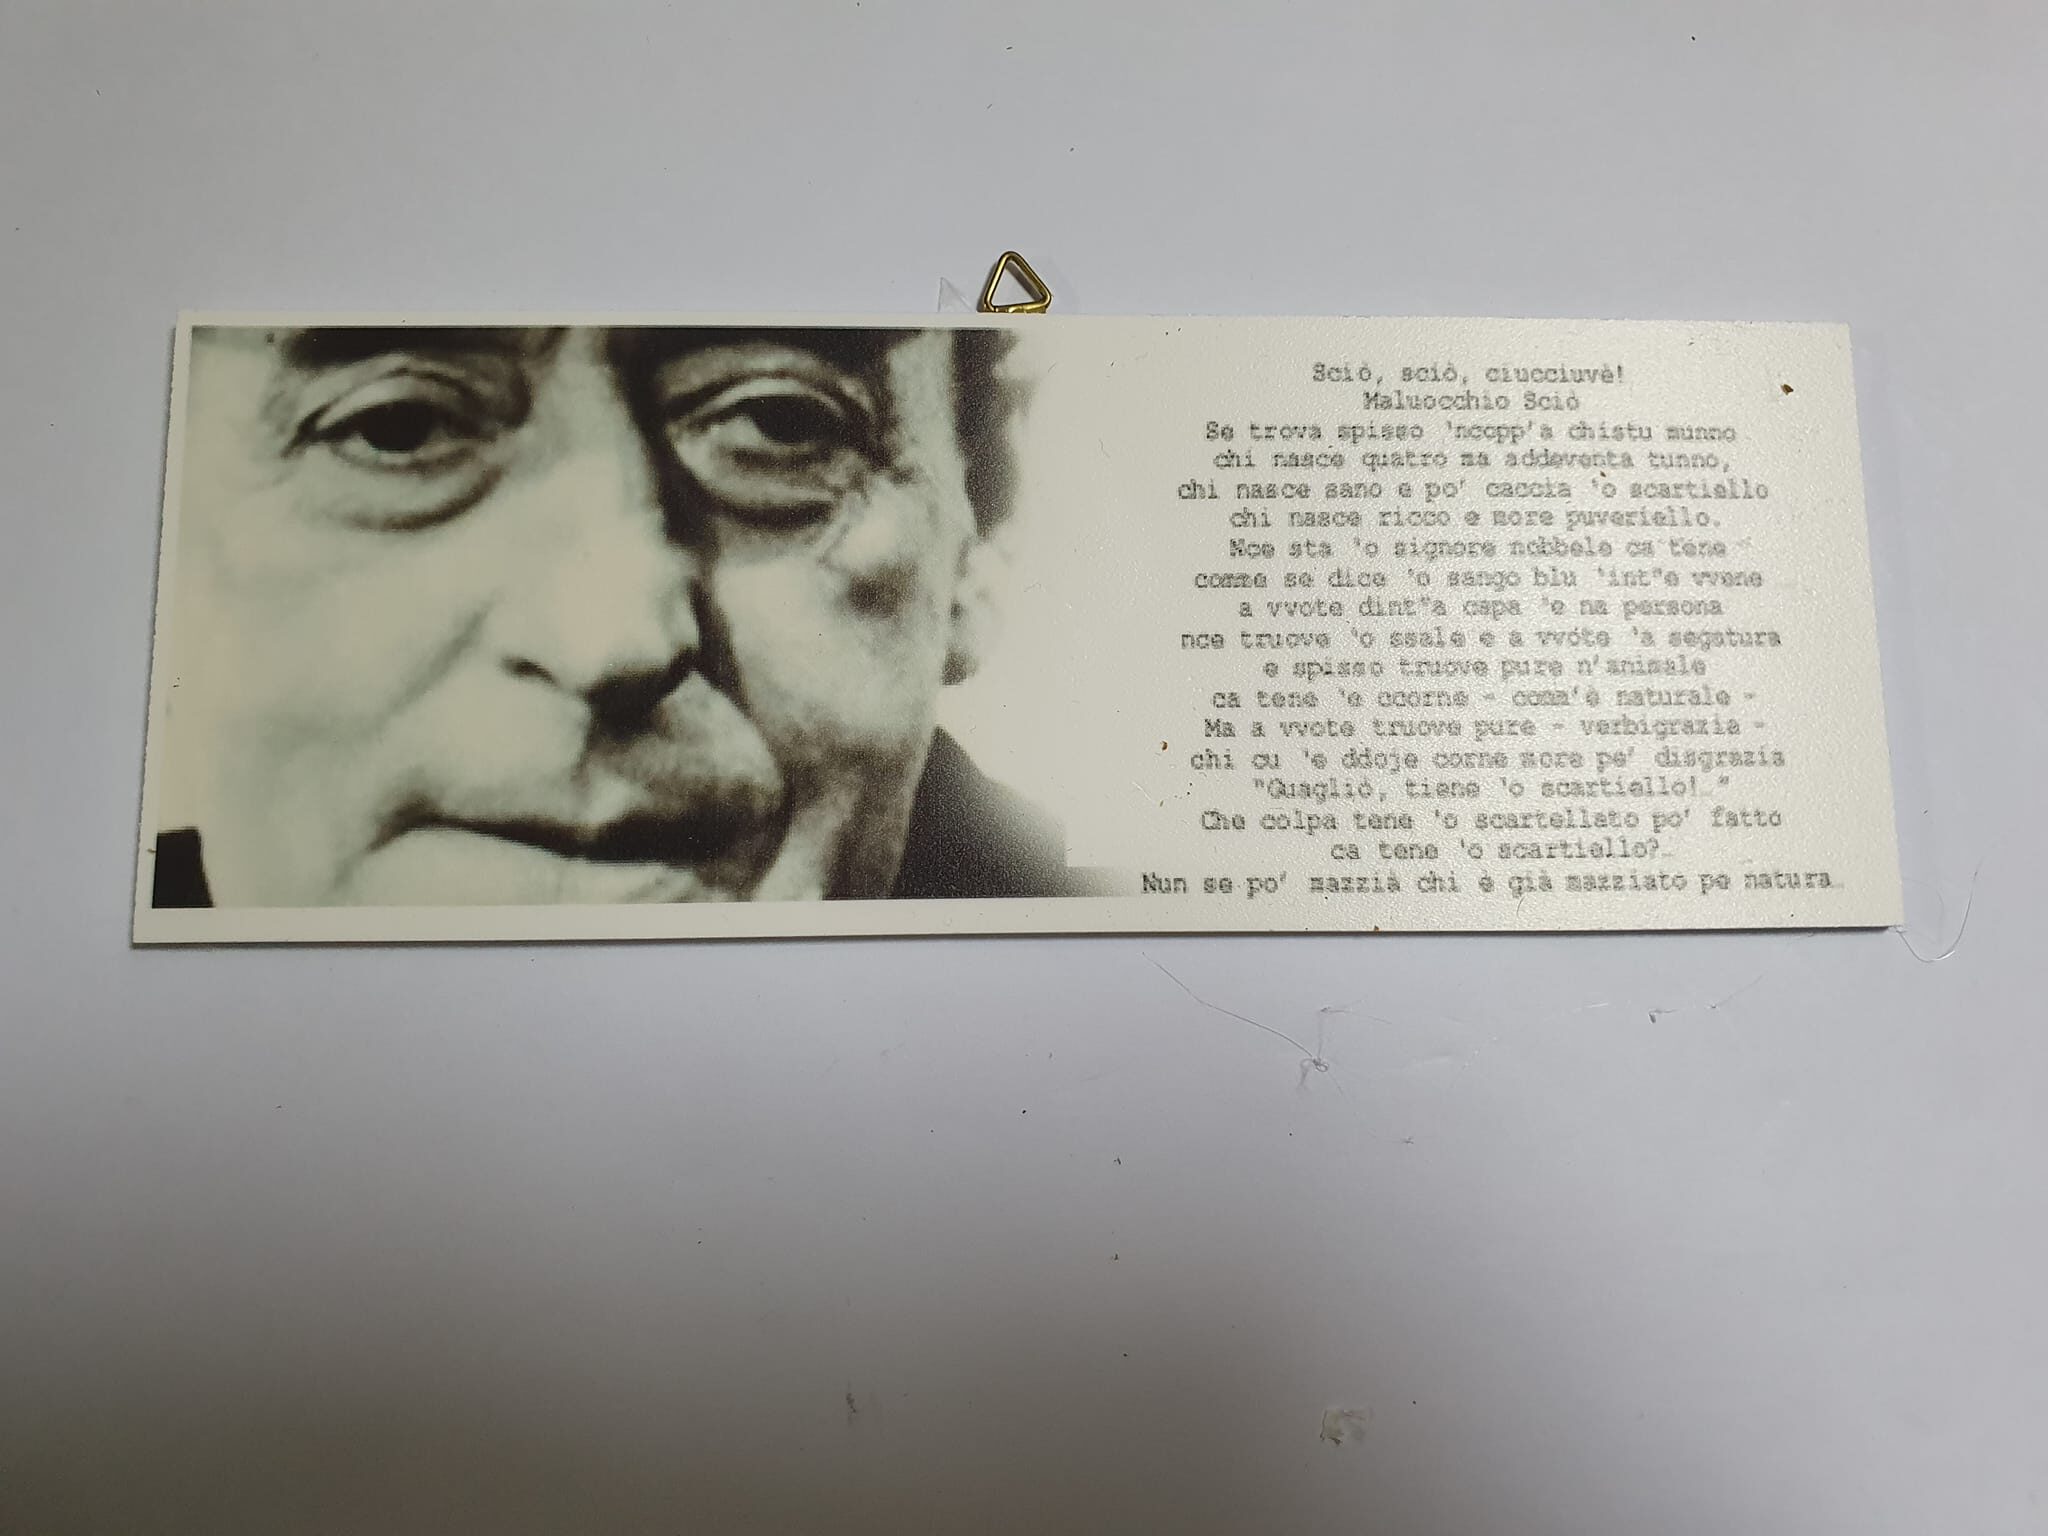 Sciò, sciò, ciucciuvè!
Maluocchio Sciò
Se trova spisso 'ncopp'a chistu munno
chi nasce quatro ma addeventa tunno,
chi nasce sano e po' caccia 'o scartiello
chi nasce ricco e more puveriello.
Nce sta 'o signore nobbele ca tene
comme se dice 'o sango blu 'int"e vvene
a vvote dint"a capa 'e na persona
nce truove 'o ssale e a vvote 'a segatura
e spisso truove pure n'animale
ca tene 'e ccorne - comm'è naturale -
Ma a vvote truove pure - verbigrazia -
chi cu 'e ddoje corne more pe' disgrazia
"Guagliò, tiene 'o scartiello!.."
Che colpa tene 'o scartellato po' fatto
ca tene 'o scartiello?..
Nun se po' mazzià chi è già mazziato pe natura..